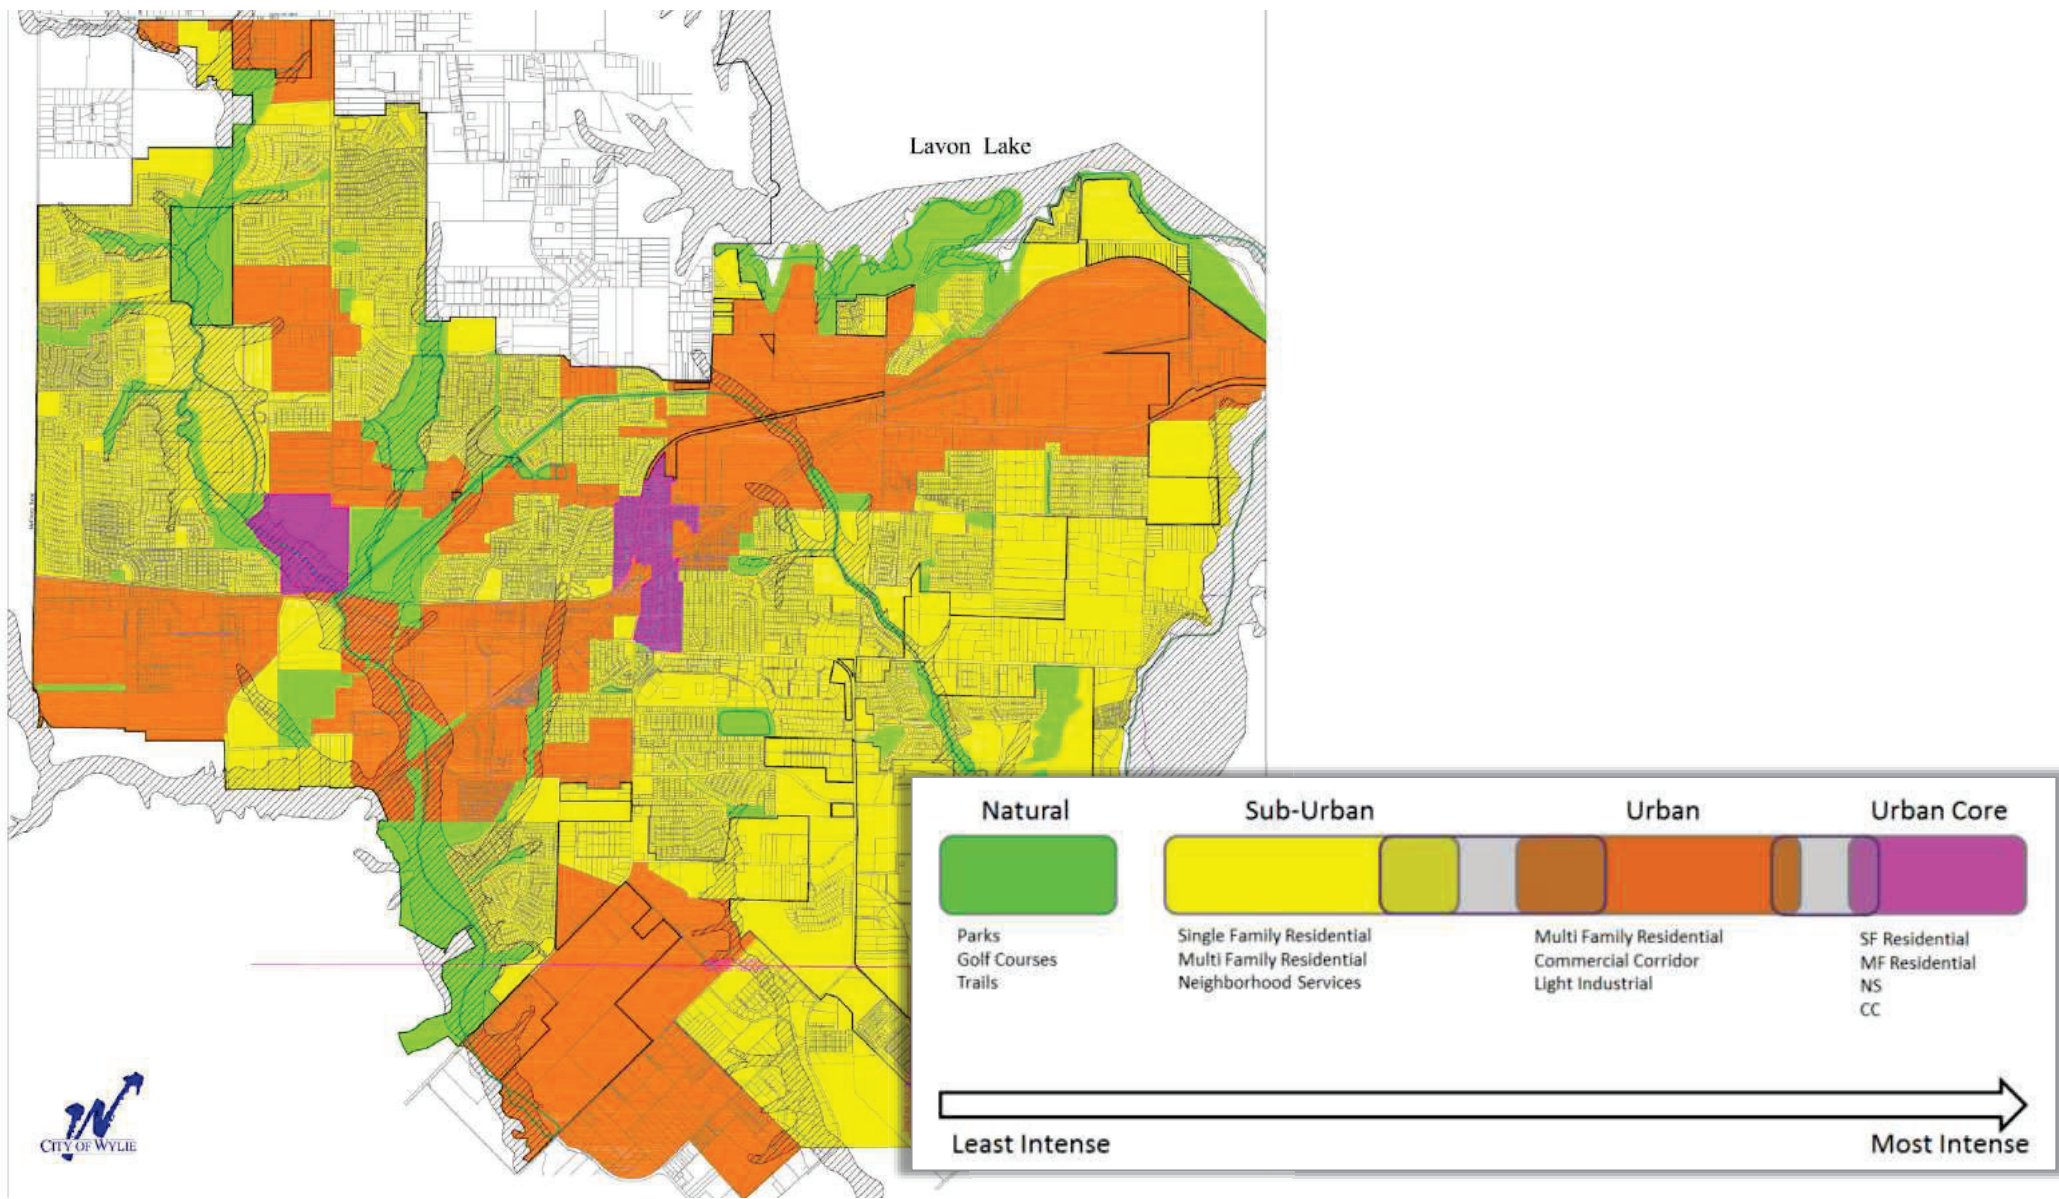 Lavon Lake
Natural
Sub-Urban
Urban
Urban Core
Parks
Golf Courses
Trails
Single Family Residential
Multi Family Residential
Neighborhood Services
Multi Family Residential
Commercial Corridor
Light Industrial
SF Residential
MF Residential
NS
CC
Least Intense
Most Intense
CITY OF WYLIE